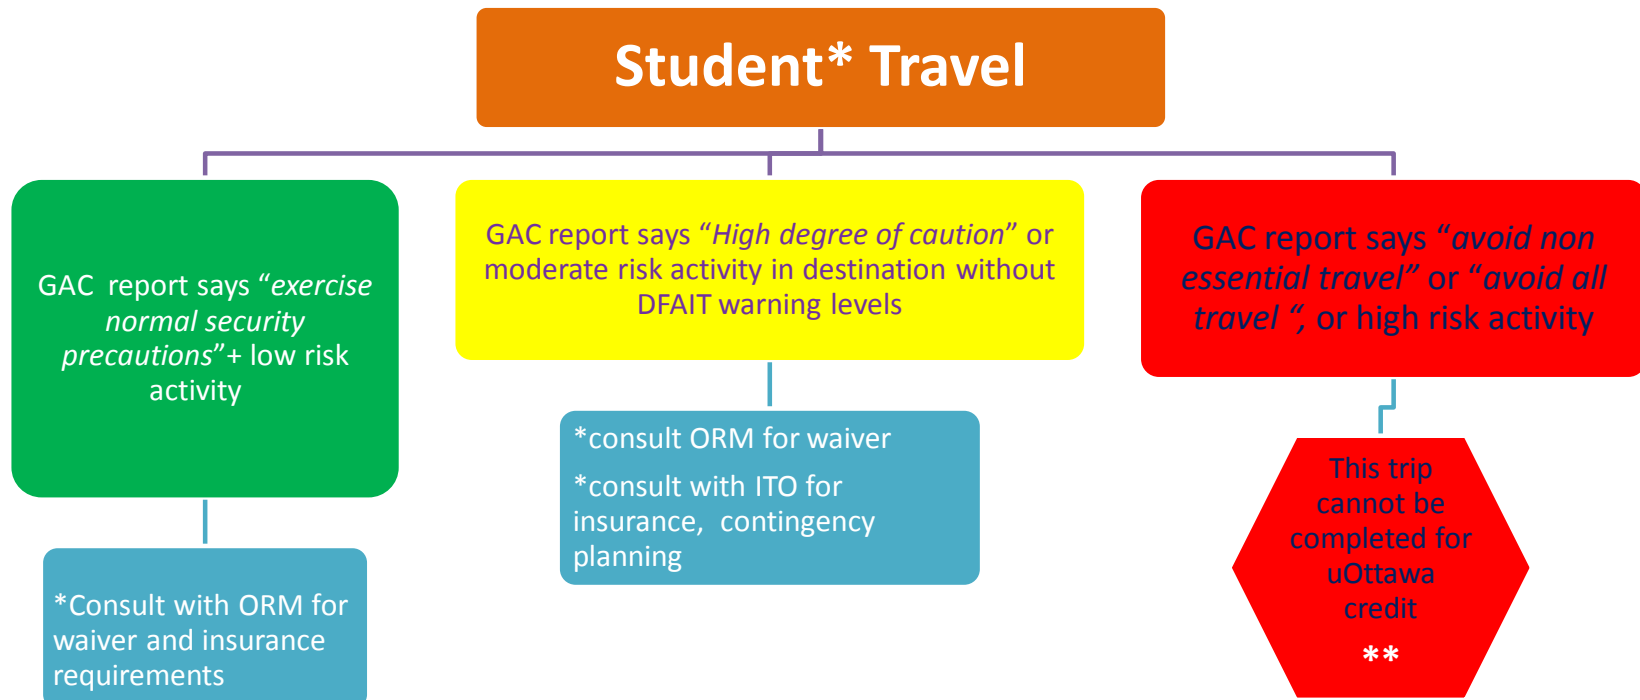 Student* Travel
GAC  report says “exercise
normal security
precautions”+ low risk
activity
GAC report says “High degree of caution” or
moderate risk activity in destination without
DFAIT warning levels
GAC report says “avoid non
essential travel” or “avoid all
travel “, or high risk activity
*Consult with ORM for
waiver and insurance
requirements
*consult ORM for waiver
*consult with ITO for
insurance,  contingency
planning
This trip
cannot be
completed for
uOttawa
credit
**